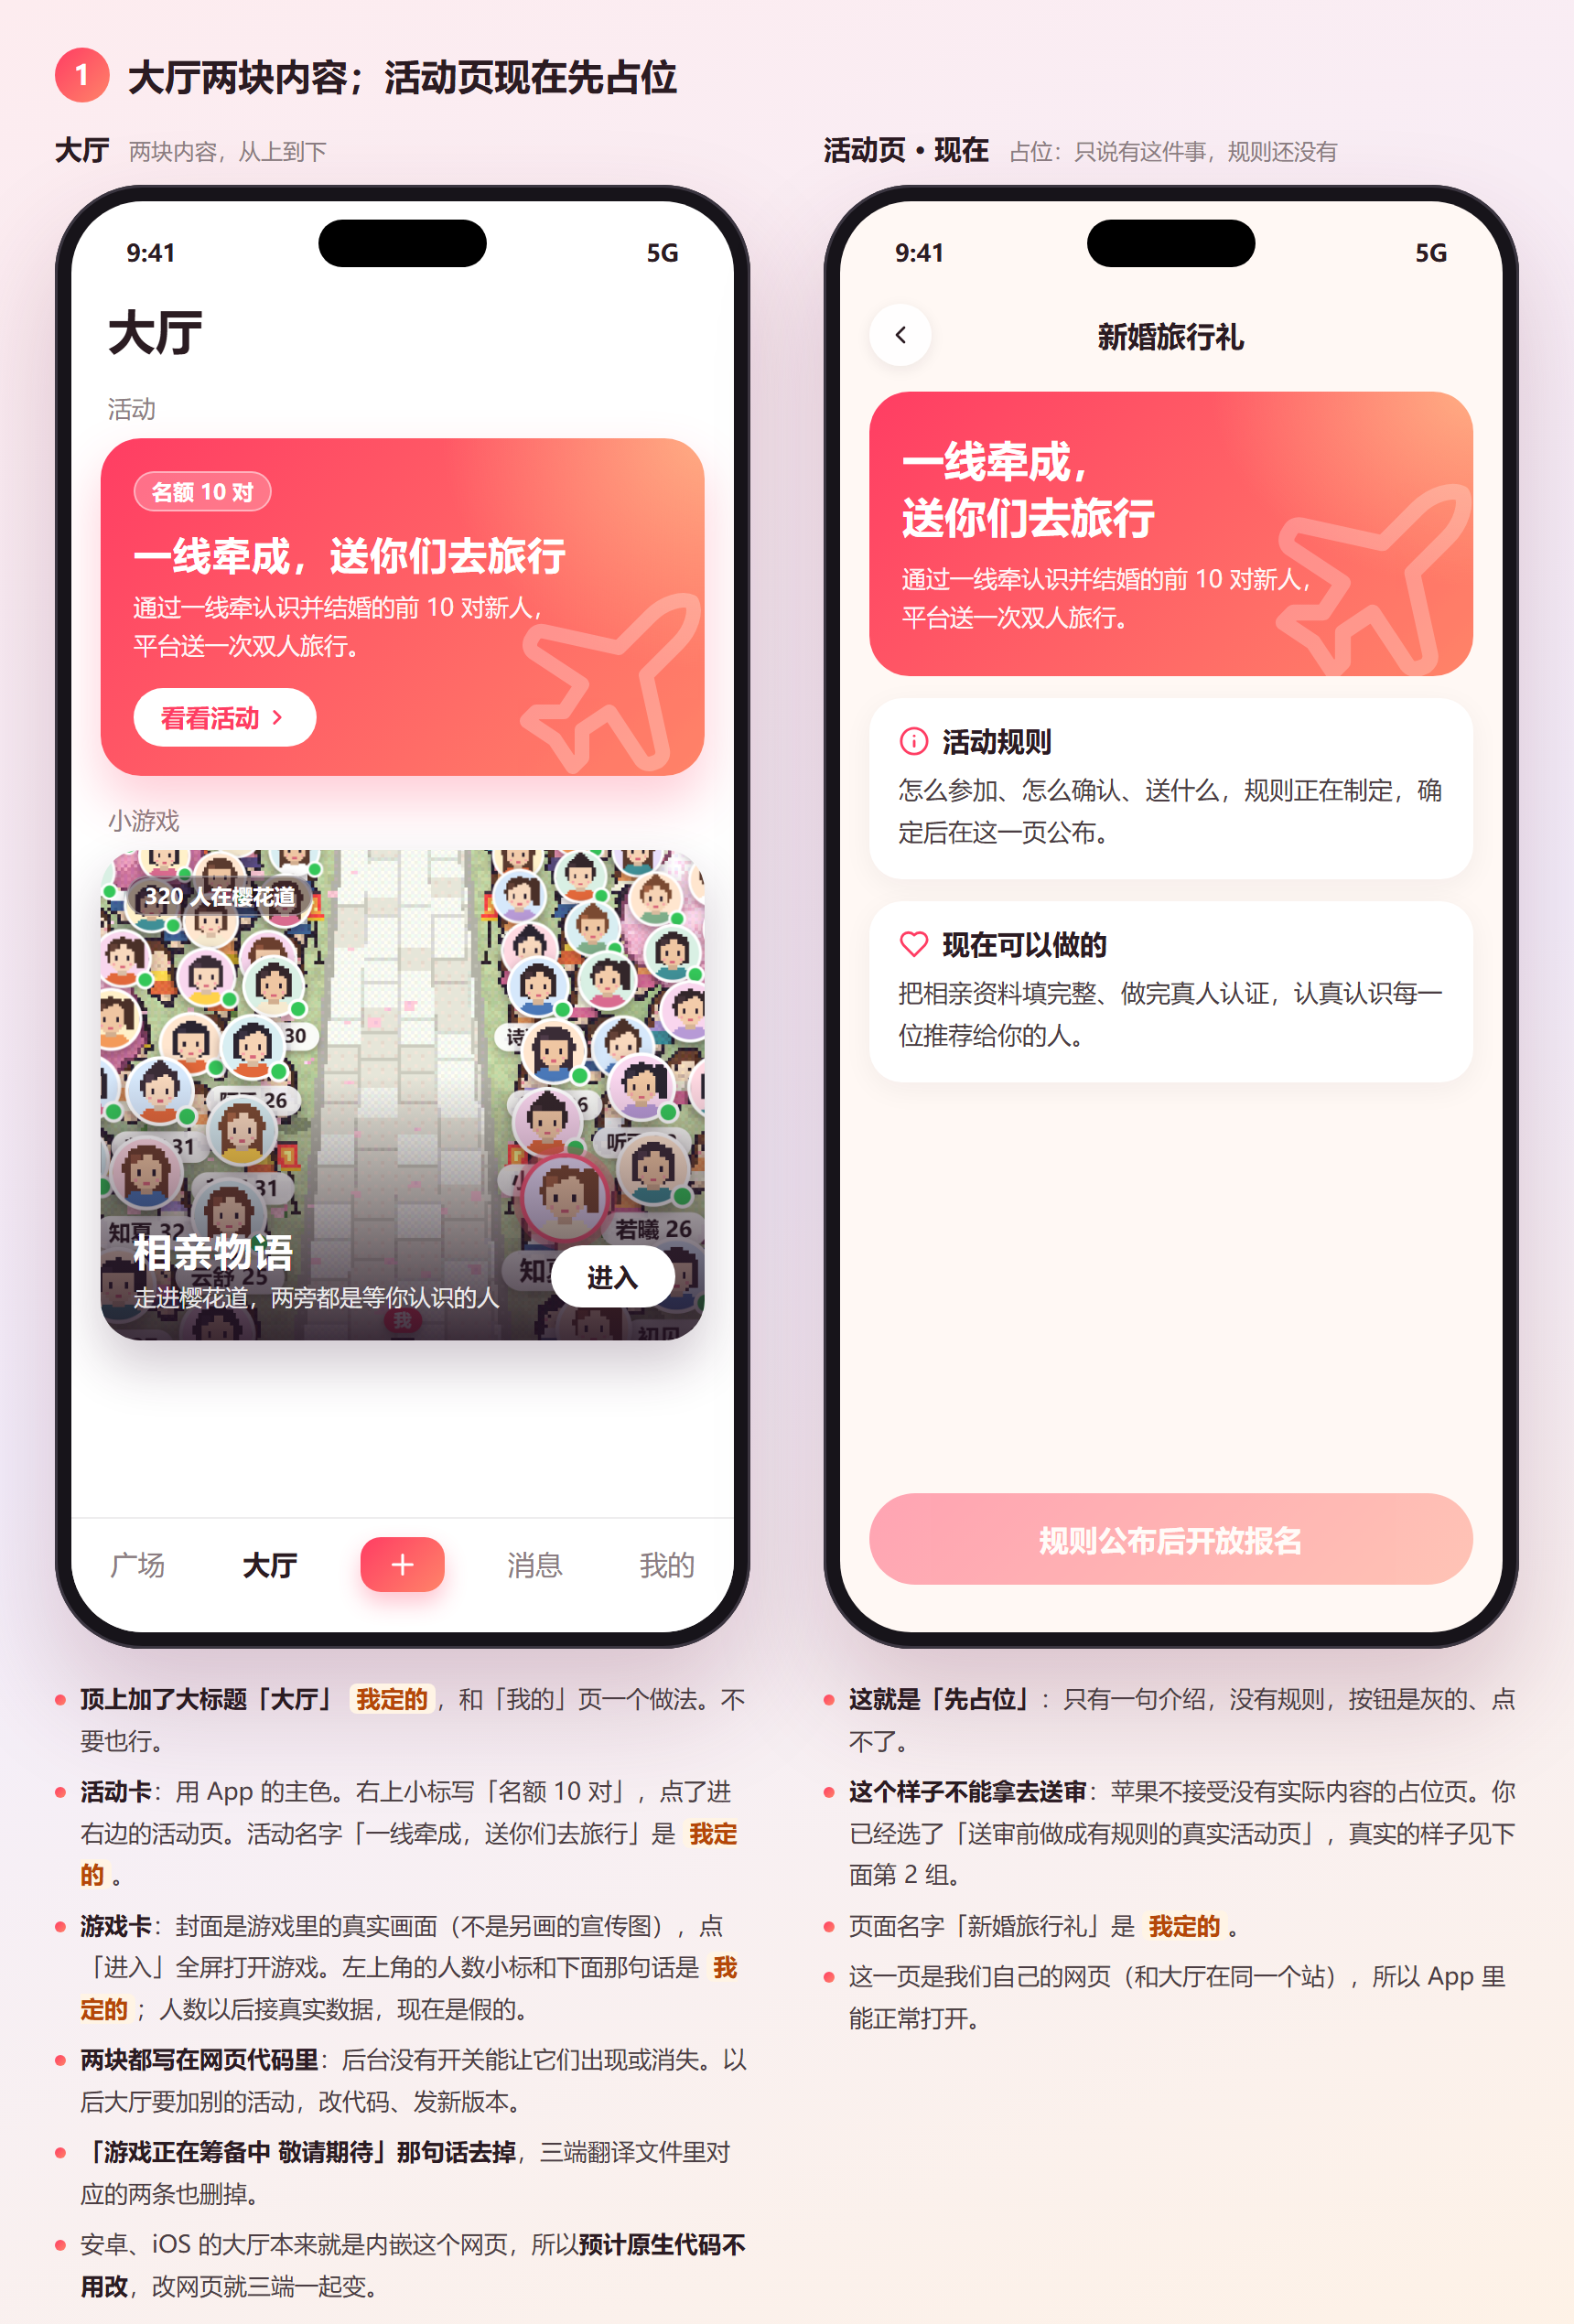 1 大厅两块内容；活动页现在先占位
大厅 两块内容，从上到下
9:41
5G
大厅
活动
名额 10 对
一线牵成，送你们去旅行
通过一线牵认识并结婚的前 10 对新人，
平台送一次双人旅行。
看看活动
小游戏
320 人在樱花道
30
诗
26
6
31
听
31
小
知夏 32
若曦 26
相亲物语
云舒 25
知
进入
走进樱花道，两旁都是等你认识的人
我
初见
广场
大厅
+
消息
我的
顶上加了大标题「大厅」 我定的，和「我的」页一个做法。不
要也行。
活动卡：用 App 的主色。右上小标写「名额 10 对」，点了进
右边的活动页。活动名字「一线牵成，送你们去旅行」是 我定
的。
游戏卡：封面是游戏里的真实画面（不是另画的宣传图），点
「进入」全屏打开游戏。左上角的人数小标和下面那句话是 我
定的；人数以后接真实数据，现在是假的。
两块都写在网页代码里：后台没有开关能让它们出现或消失。以
后大厅要加别的活动，改代码、发新版本。
「游戏正在筹备中 敬请期待」那句话去掉，三端翻译文件里对
应的两条也删掉。
安卓、iOS 的大厅本来就是内嵌这个网页，所以预计原生代码不
用改，改网页就三端一起变。
活动页 • 现在 占位：只说有这件事，规则还没有
9:41
5G
新婚旅行礼
一线牵成，
送你们去旅行
通过一线牵认识并结婚的前 10 对新人，
平台送一次双人旅行。
活动规则
怎么参加、怎么确认、送什么，规则正在制定，确
定后在这一页公布。
现在可以做的
把相亲资料填完整、做完真人认证，认真认识每一
位推荐给你的人。
规则公布后开放报名
这就是「先占位」：只有一句介绍，没有规则，按钮是灰的、点
不了。
这个样子不能拿去送审：苹果不接受没有实际内容的占位页。你
已经选了「送审前做成有规则的真实活动页」，真实的样子见下
面第 2 组。
页面名字「新婚旅行礼」是 我定的。
这一页是我们自己的网页（和大厅在同一个站），所以 App 里
能正常打开。